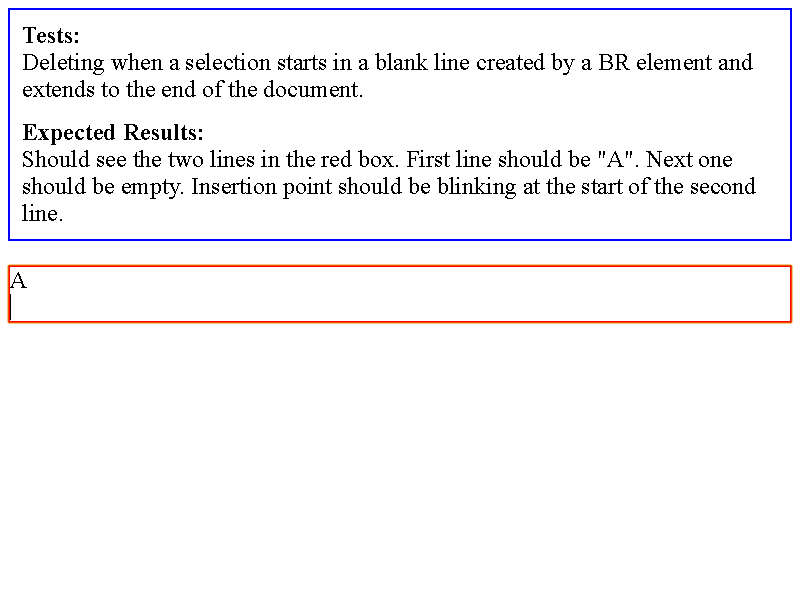 Tests:
Deleting when a selection starts in a blank line created by a BR element and
extends to the end of the document.
Expected Results:
Should see the two lines in the red box. First line should be "A". Next one
should be empty. Insertion point should be blinking at the start of the second
line.
A